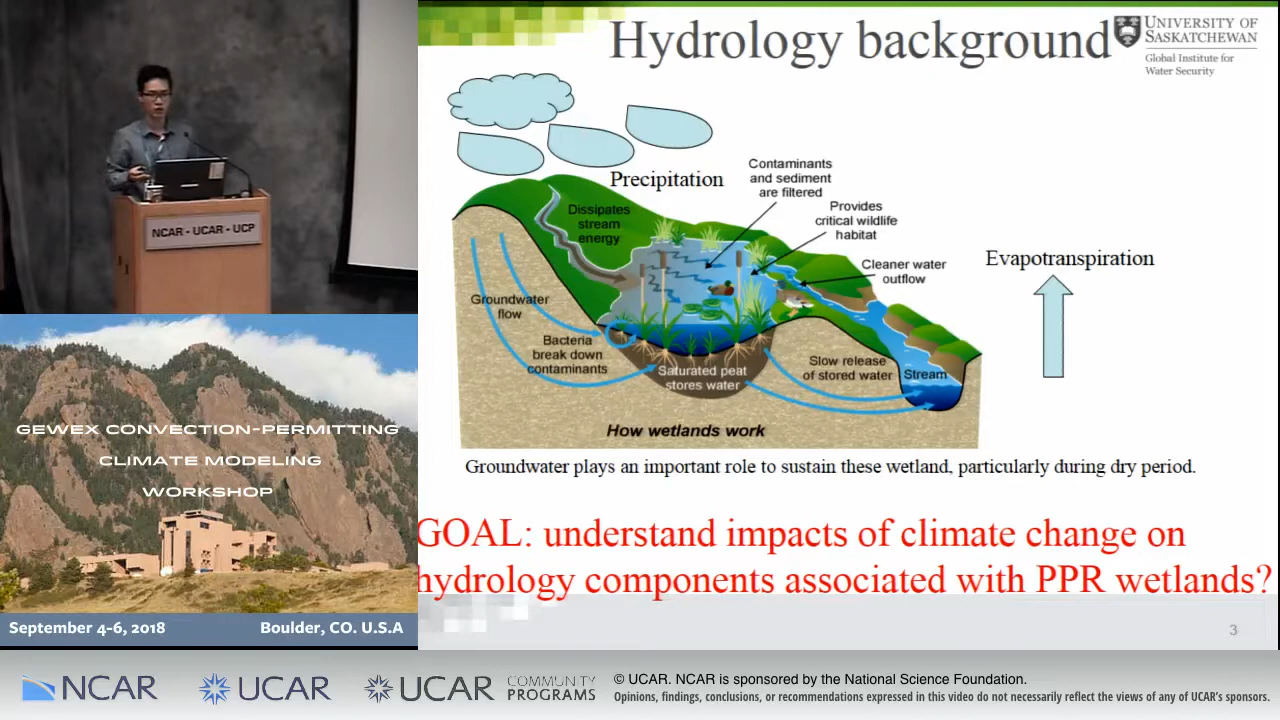 Hydrology background
UNIVERSITY OF
SASKATCHEWAN
Global Institute for
Water Security
Precipitation
Contaminants
and sediment
are filtered
Dissipates
stream
energy
Provides
critical wildlife
habitat
Cleaner water
outflow
Evapotranspiration
Groundwater
flow
Bacteria
break down
contaminants
Saturated peat
stores water
Slow release
of stored water
Stream
How wetlands work
Groundwater plays an important role to sustain these wetland, particularly during dry period.
GOAL: understand impacts of climate change on
hydrology components associated with PPR wetlands?
3
NCAR - UCAR - UCP
GEWEX CONVECTION-PERMITTING
CLIMATE MODELING
WORKSHOP
September 4-6, 2018
Boulder, CO. U.S.A
NCAR
UCAR
UCAR
COMMUNITY
PROGRAMS
© UCAR. NCAR is sponsored by the National Science Foundation.
Opinions, findings, conclusions, or recommendations expressed in this video do not necessarily reflect the views of any of UCAR's sponsors.